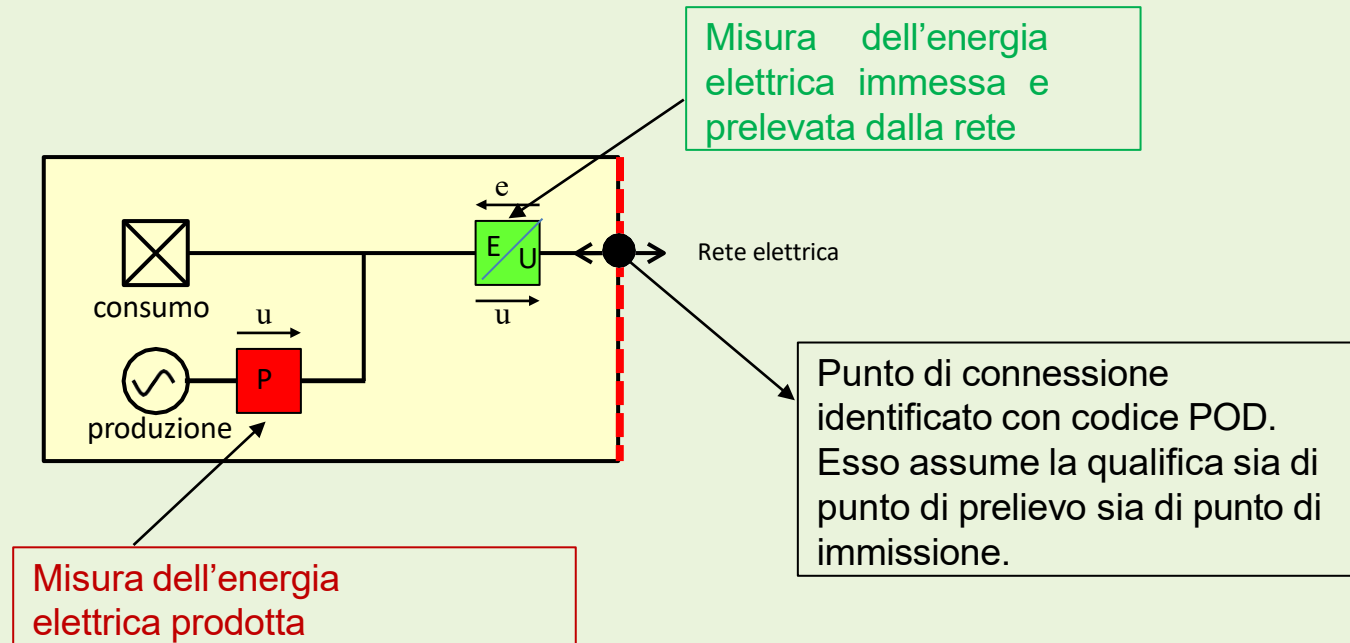 Misura dell'energia
elettrica immessa e
prelevata dalla rete
e
E U
Rete elettrica
u
consumo
u
P
produzione
Punto di connessione
identificato con codice POD.
Esso assume la qualifica sia di
punto di prelievo sia di punto di
immissione.
Misura dell'energia
elettrica prodotta